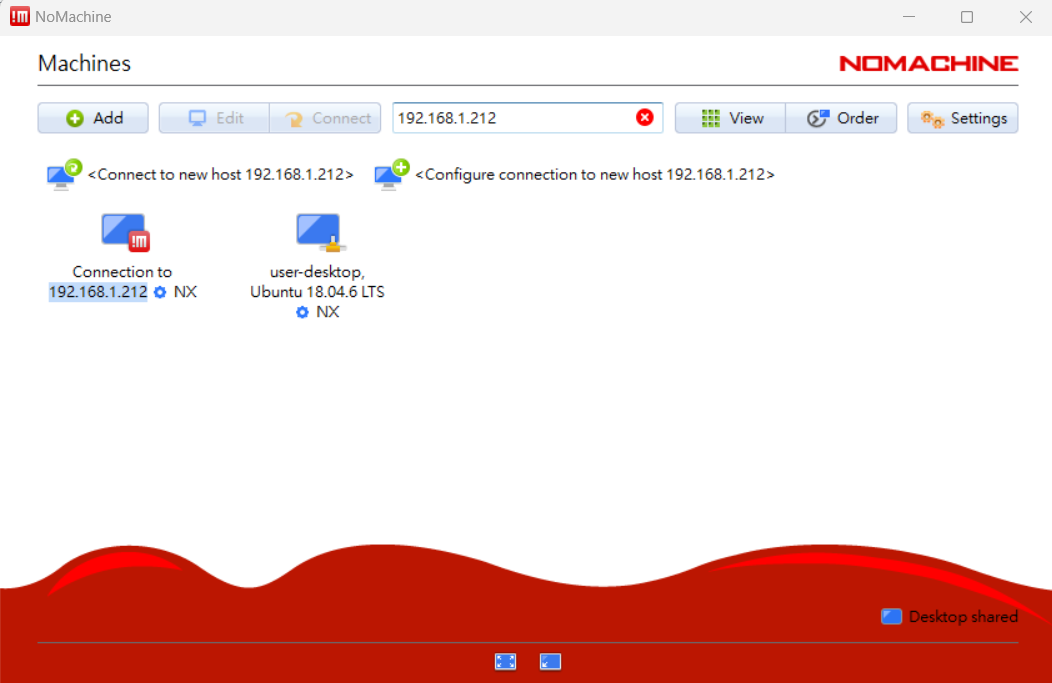 !m NoMachine
Machines
NOMACHINE
Add
Edit
Connect
192.168.1.212
View
Order
Settings
<Connect to new host 192.168.1.212>
<Configure connection to new host 192.168.1.212>
!m
Connection to
192.168.1.212 NX
user-desktop,
Ubuntu 18.04.6 LTS
NX
Desktop shared